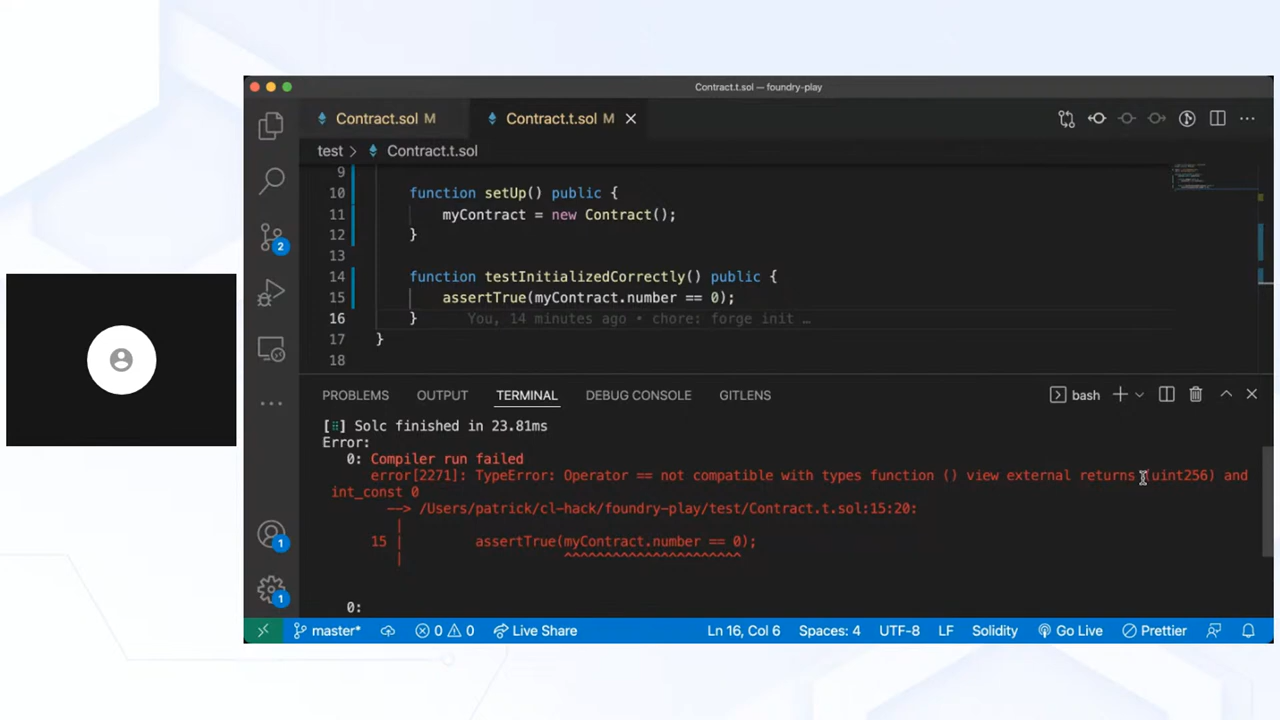 Contract.t.sol — foundry-play
Contract.sol M
Contract.t.sol M
test > Contract.t.sol
9
10 function setUp() public {
11 myContract = new Contract();
12 }
13
14 function testInitializedCorrectly() public {
15 assertTrue(myContract.number == 0);
16 } You, 14 minutes ago • chore: forge init …
17 }
18
PROBLEMS OUTPUT TERMINAL DEBUG CONSOLE GITLENS bash
[⠿] Solc finished in 23.81ms
Error:
0: Compiler run failed
error[2271]: TypeError: Operator == not compatible with types function () view external returns (uint256) and
int_const 0
--> /Users/patrick/cl-hack/foundry-play/test/Contract.t.sol:15:20:
|
15 | assertTrue(myContract.number == 0);
| ^^^^^^^^^^^^^^^^^^^^^^
0:
2
1
1
master* 0 0 Live Share Ln 16, Col 6 Spaces: 4 UTF-8 LF Solidity Go Live Prettier